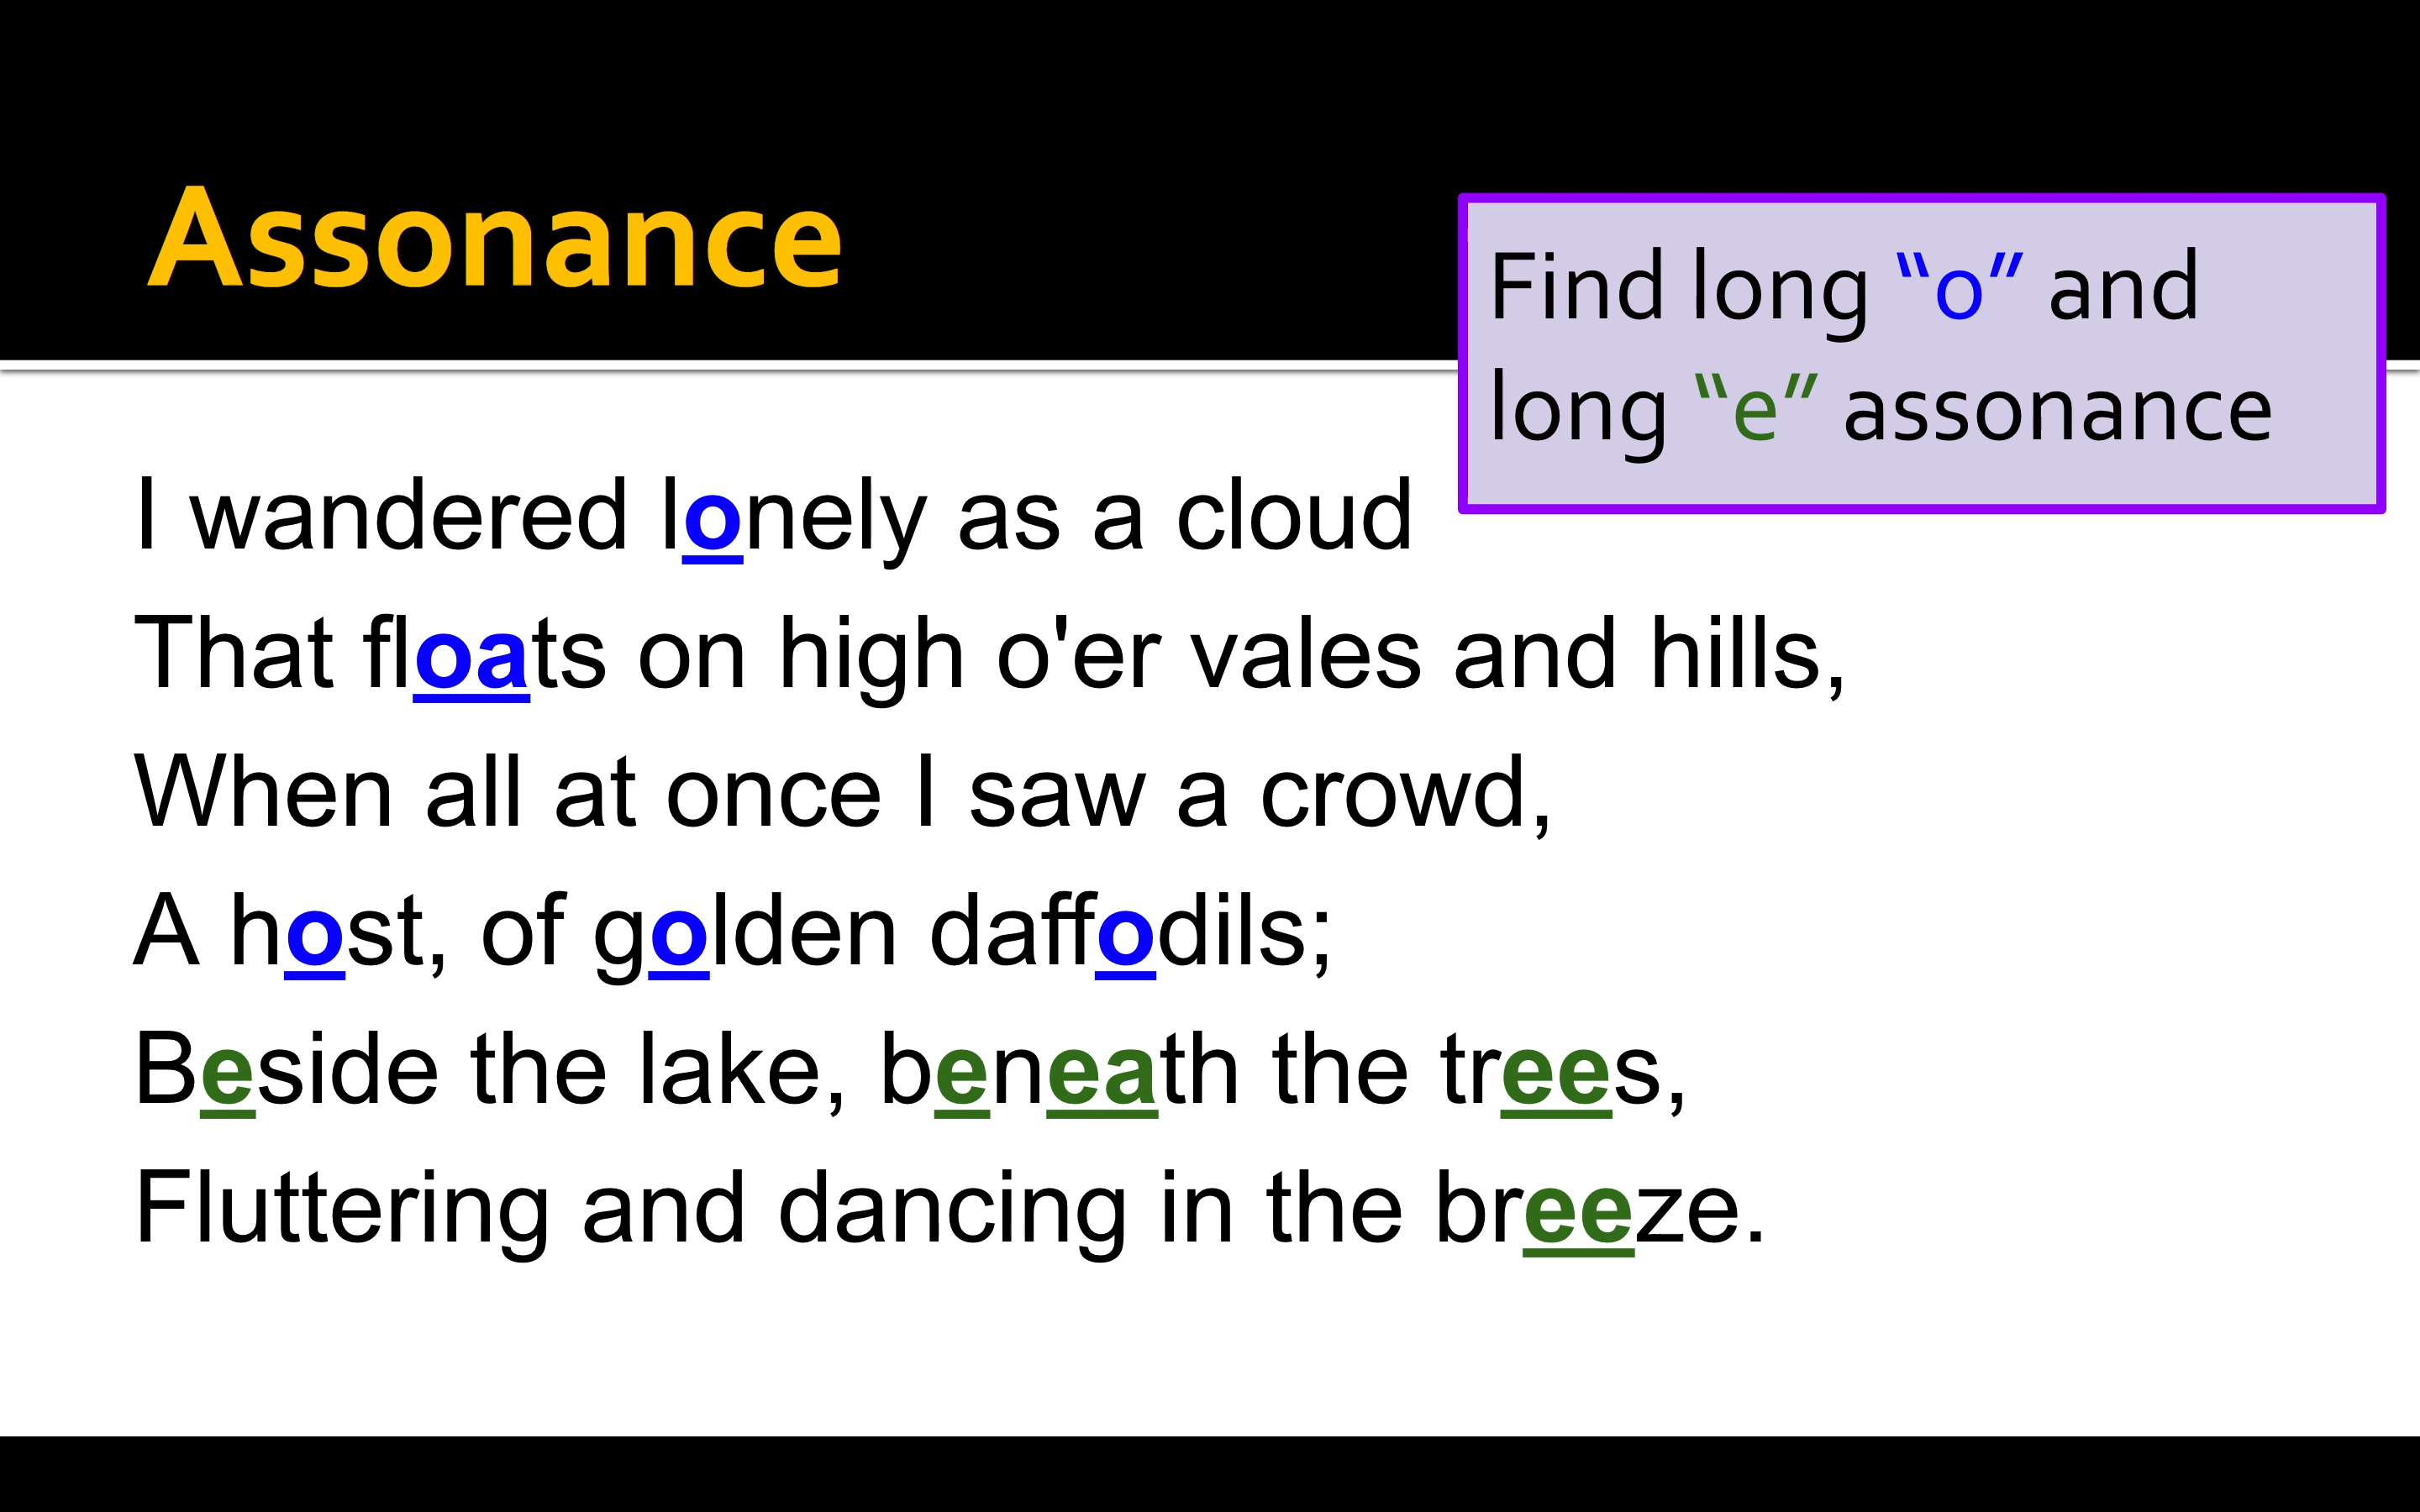 Assonance
Find long “o” and
long “e” assonance
I wandered lonely as a cloud
That floats on high o'er vales and hills,
When all at once I saw a crowd,
A host, of golden daffodils;
Beside the lake, beneath the trees,
Fluttering and dancing in the breeze.